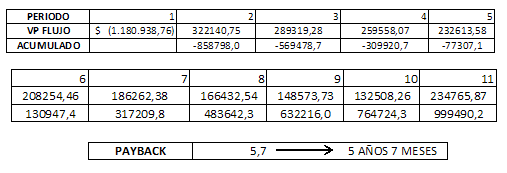 PERIODO 1 2 3 4 5
VP FLUJO $ (1.180.938,76) 322140,75 289319,28 259558,07 232613,58
ACUMULADO -858798,0 -569478,7 -309920,7 -77307,1
6 7 8 9 10 11
208254,46 186262,38 166432,54 148573,73 132508,26 234765,87
130947,4 317209,8 483642,3 632216,0 764724,3 999490,2
PAYBACK 5,7 5 AÑOS 7 MESES